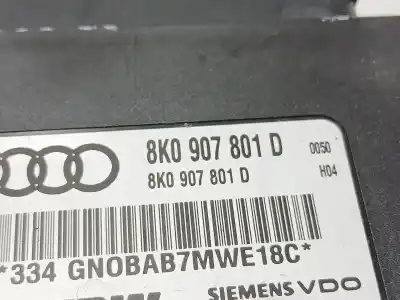 8K0 907 801 D 0050
8K0 907 801 D H04
*334 GNOBAB7MWE18C*
SIEMENS VDO